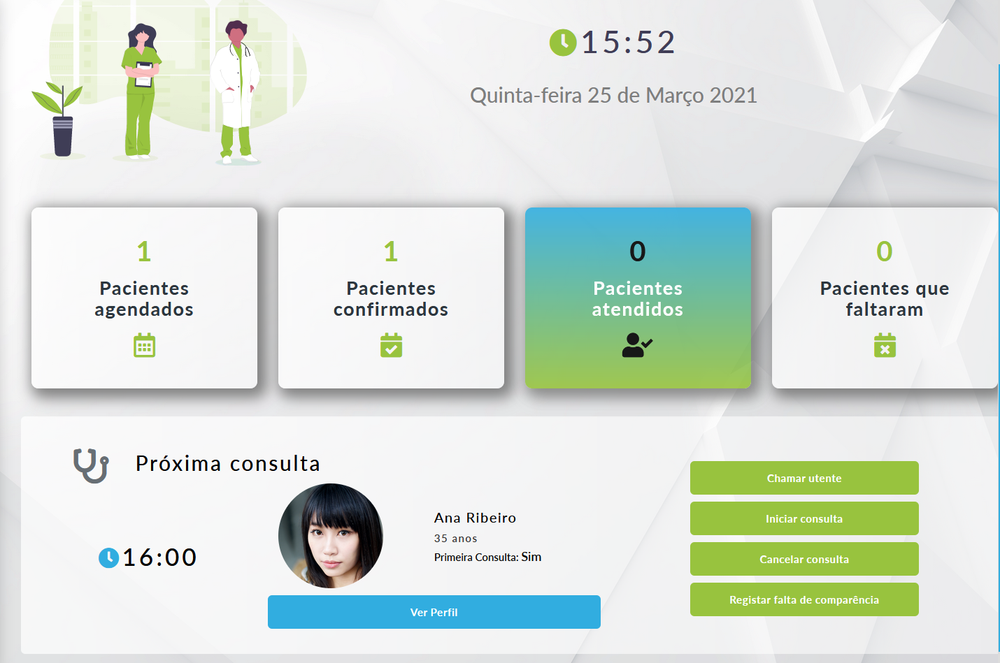 15:52
Quinta-feira 25 de Março 2021
1
Pacientes
agendados
1
Pacientes
confirmados
0
Pacientes
atendidos
0
Pacientes que
faltaram
Próxima consulta
16:00
Ana Ribeiro
35 anos
Primeira Consulta: Sim
Ver Perfil
Chamar utente
Iniciar consulta
Cancelar consulta
Registar falta de comparência